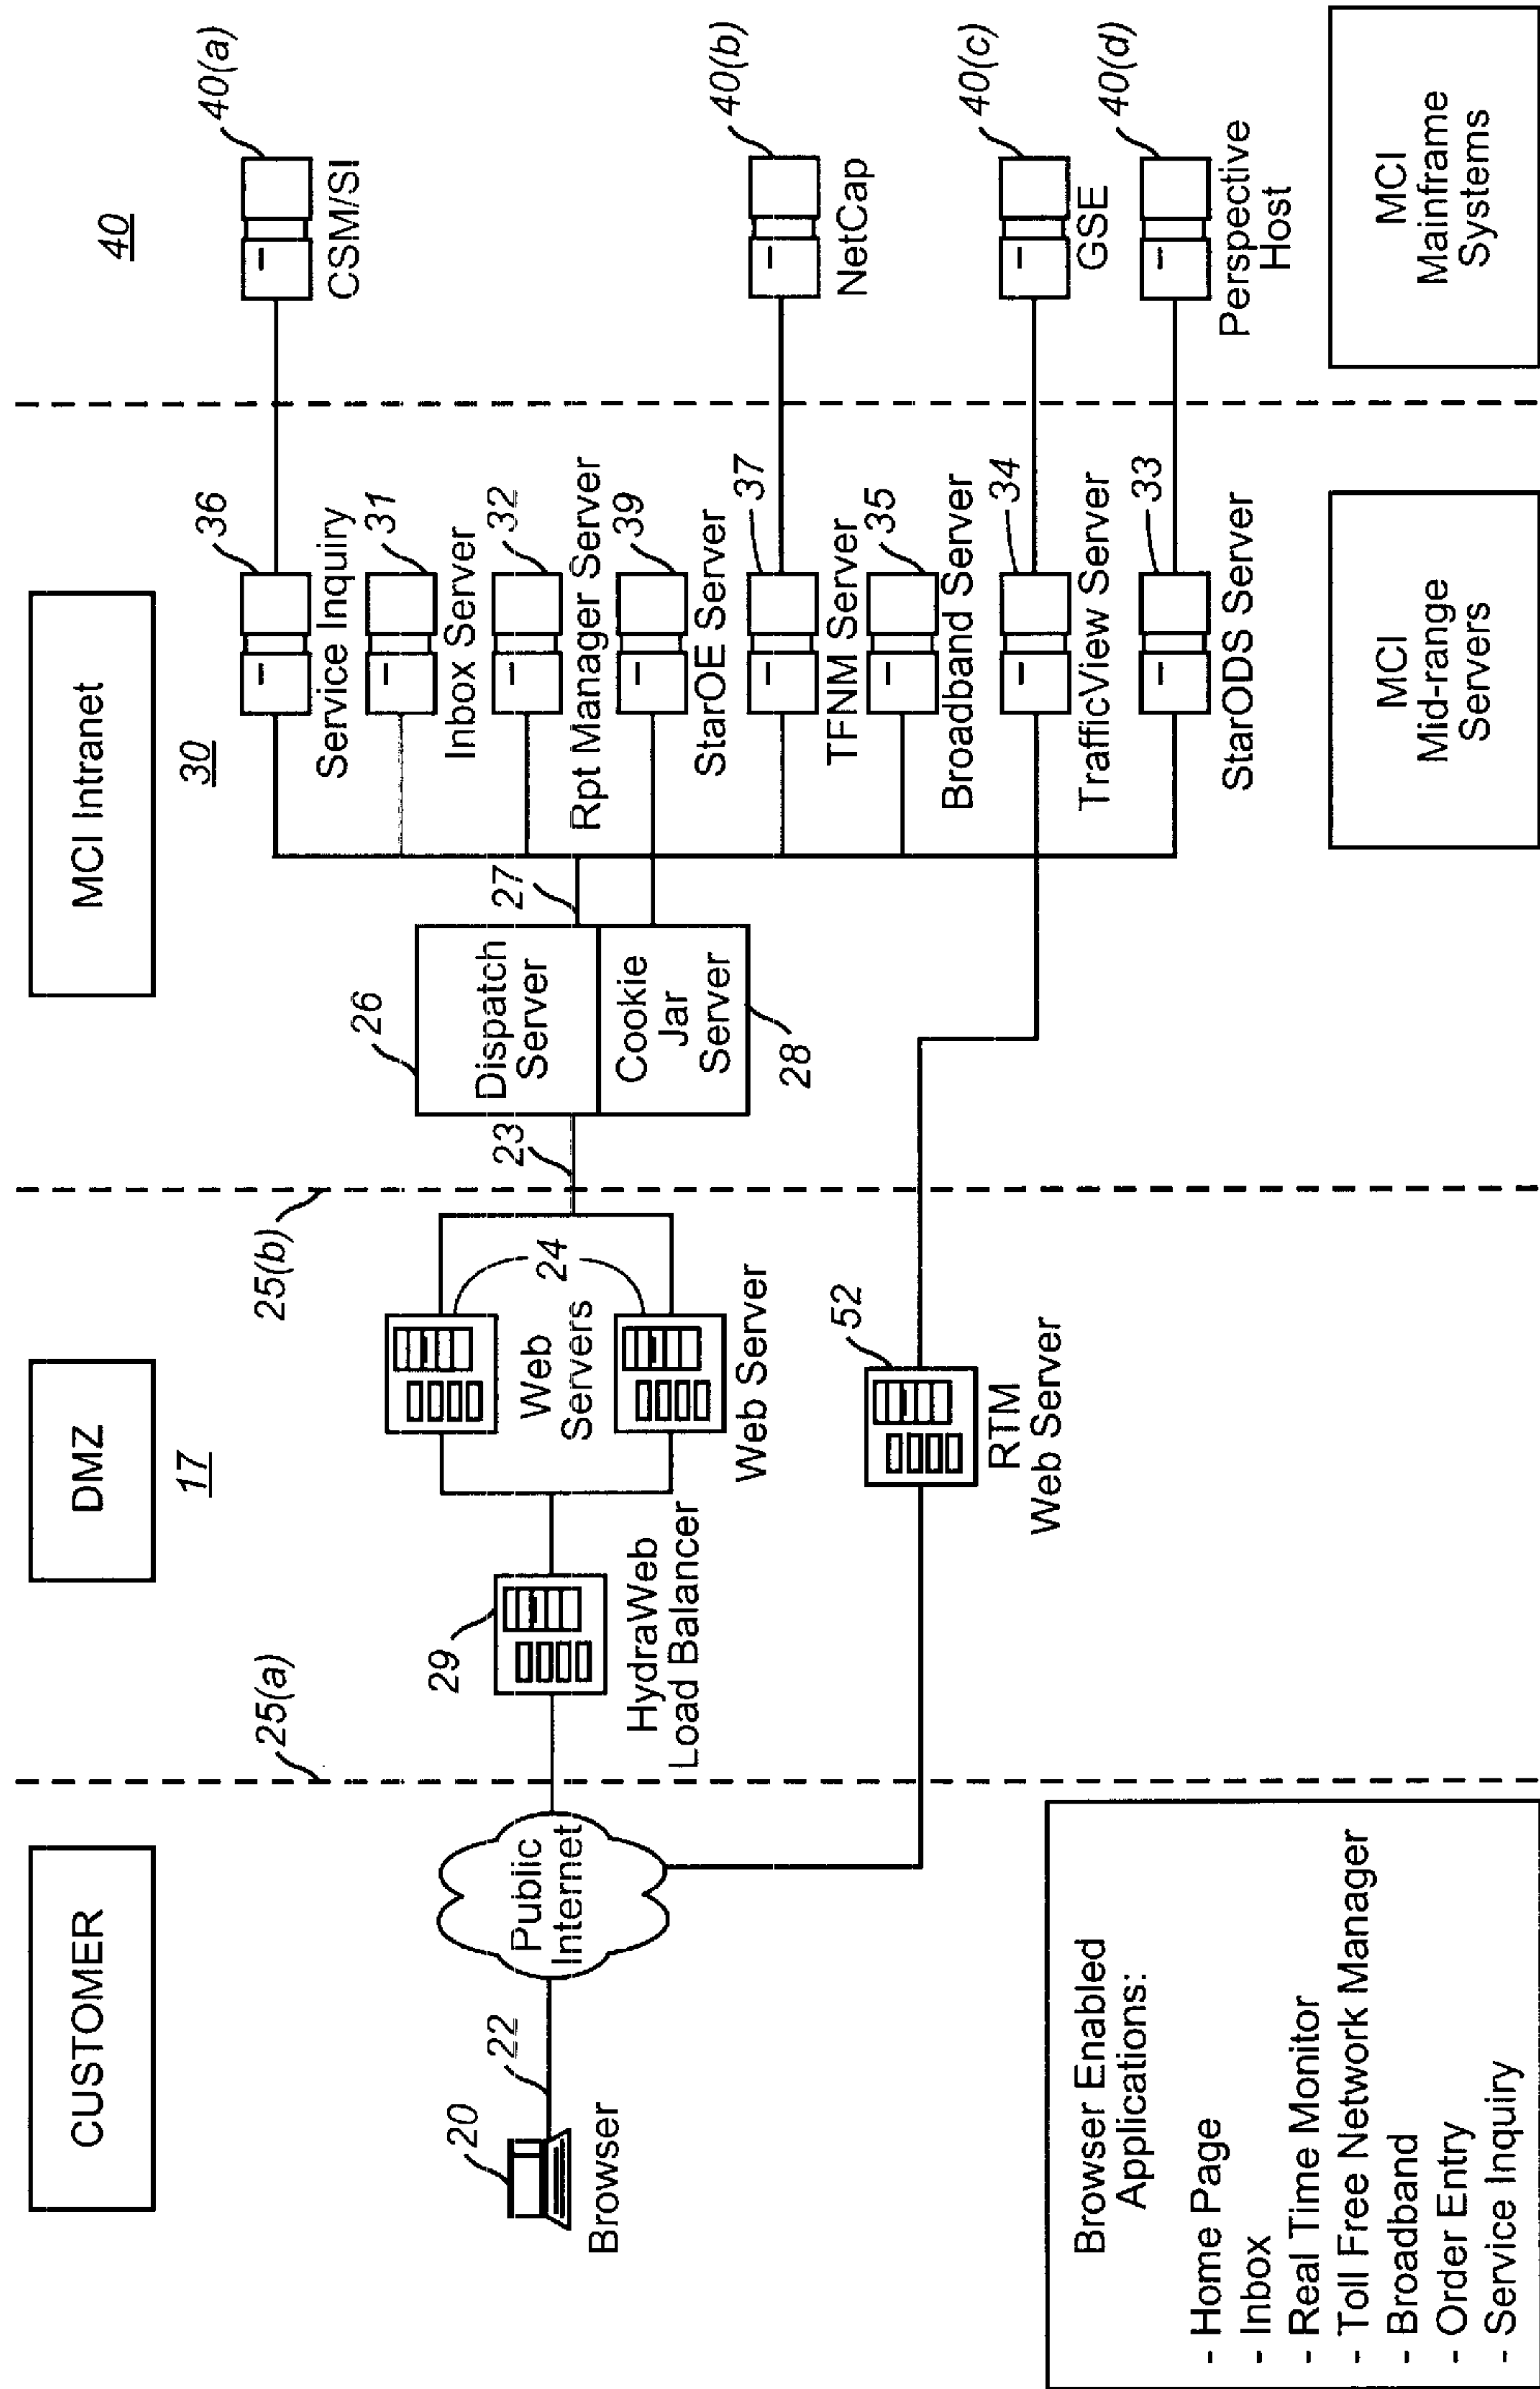 CUSTOMER
DMZ
MCI Intranet
17
30
40
25(a)
25(b)
20
22
Browser
Public
Internet
29
HydraWeb
Load Balancer
24
Web
Servers
Web Server
52
RTM
Web Server
23
26
Dispatch
Server
Cookie
Jar
Server
28
27
36
Service Inquiry
31
Inbox Server
32
Rpt Manager Server
39
StarOE Server
37
TFNM Server
35
Broadband Server
34
TrafficView Server
33
StarODS Server
40(a)
CSM/SI
40(b)
NetCap
40(c)
GSE
40(d)
Perspective
Host
Browser Enabled
Applications:
- Home Page
- Inbox
- Real Time Monitor
- Toll Free Network Manager
- Broadband
- Order Entry
- Service Inquiry
MCI
Mid-range
Servers
MCI
Mainframe
Systems